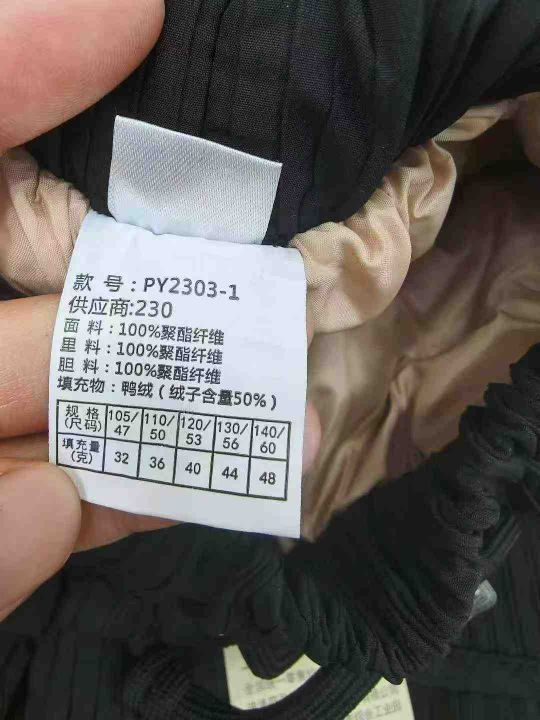 款 号：PY2303-1
供应商:230
面 料：100%聚酯纤维
里 料：100%聚酯纤维
胆 料：100%聚酯纤维
填充物：鸭绒（绒子含量50%）
规 格 105/ 110/ 120/ 130/ 140/
(尺码) 47 50 53 56 60
填充量
(克) 32 36 40 44 48